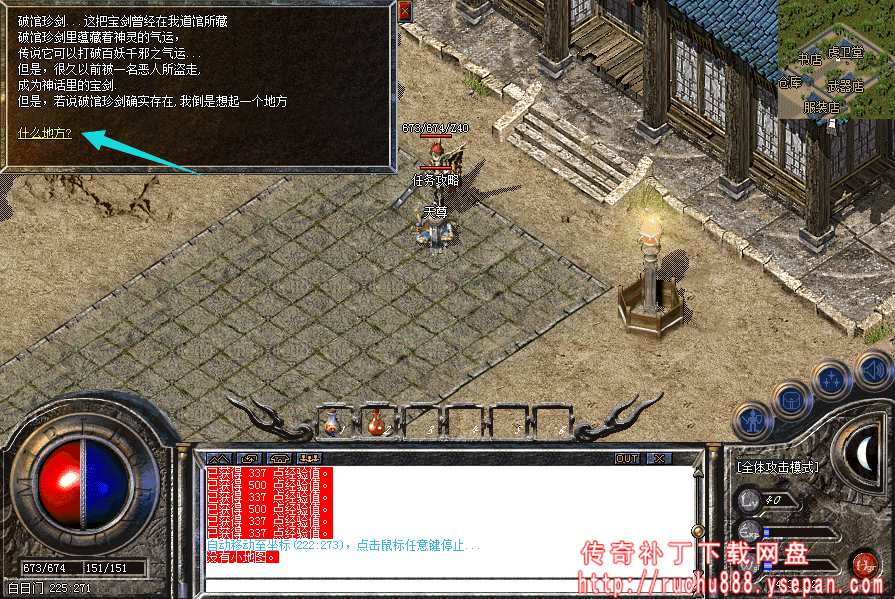 破馆珍剑...这把宝剑曾经在我道馆所藏
破馆珍剑里蕴藏着神灵的气运,
传说它可以打破百妖千邪之气运...
但是, 很久以前被一名恶人所盗走,
成为神话里的宝剑.
但是, 若说破馆珍剑确实存在,我倒是想起一个地方
什么地方?
书店
虎卫堂
仓库
武器店
服装店
673/674/Z40
任务攻略
天尊
OUT
已获得 337 点经验值。
已获得 500 点经验值。
已获得 337 点经验值。
已获得 500 点经验值。
已获得 337 点经验值。
已获得 337 点经验值。
自动移动至坐标(222:273), 点击鼠标任意键停止...
没有小地图。
[全体攻击模式]
Lv 40
Exp
673/674
151/151
白日门 225:271
传奇补丁下载网盘
http://ruchu888.ysepan.com